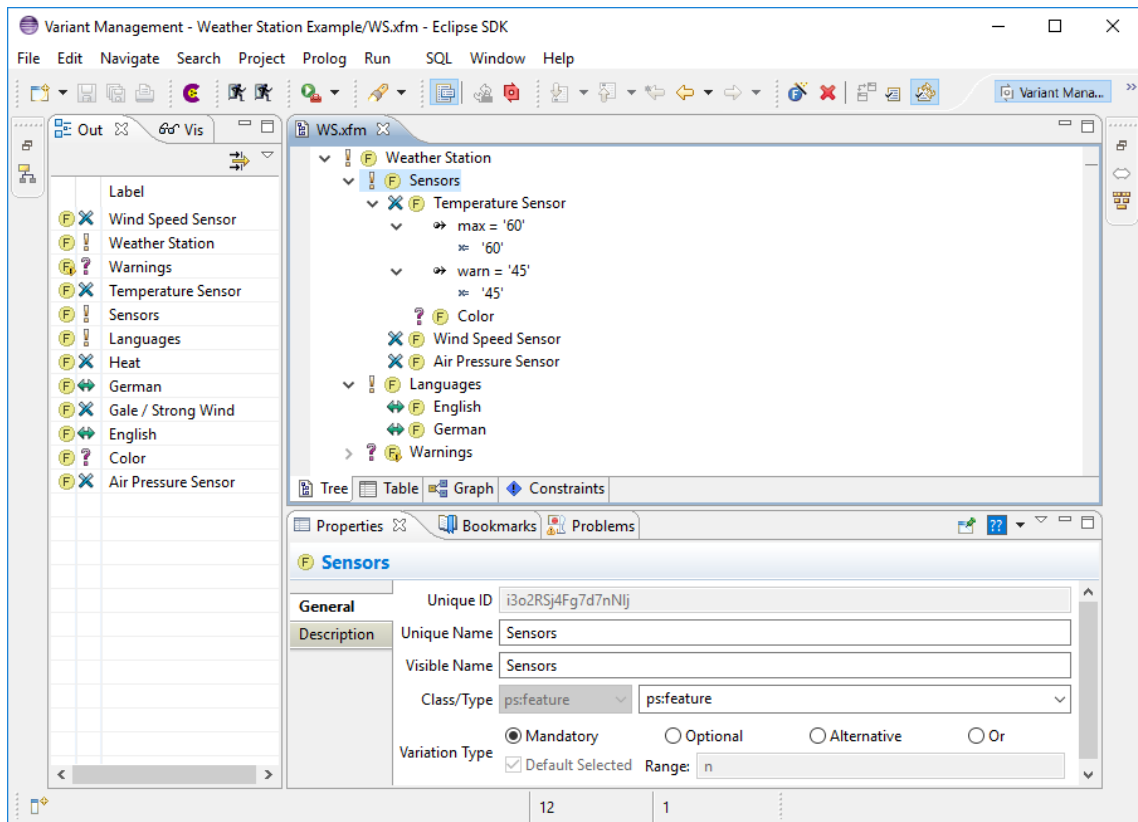 Variant Management - Weather Station Example/WS.xfm - Eclipse SDK
File Edit Navigate Search Project Prolog Run SQL Window Help
Variant Mana... »
Out Vis
Label
F Wind Speed Sensor
F Weather Station
F Warnings
F Temperature Sensor
F Sensors
F Languages
F Heat
F German
F Gale / Strong Wind
F English
F ? Color
F Air Pressure Sensor
WS.xfm
! F Weather Station
! F Sensors
F Temperature Sensor
max = '60'
'60'
warn = '45'
'45'
? F Color
F Wind Speed Sensor
F Air Pressure Sensor
! F Languages
F English
F German
? F Warnings
Tree Table Graph Constraints
Properties Bookmarks Problems ??
F Sensors
General
Description
Unique ID i3o2RSj4Fg7d7nNIj
Unique Name Sensors
Visible Name Sensors
Class/Type ps:feature ps:feature
Variation Type Mandatory Optional Alternative Or
Default Selected Range: n
12 1